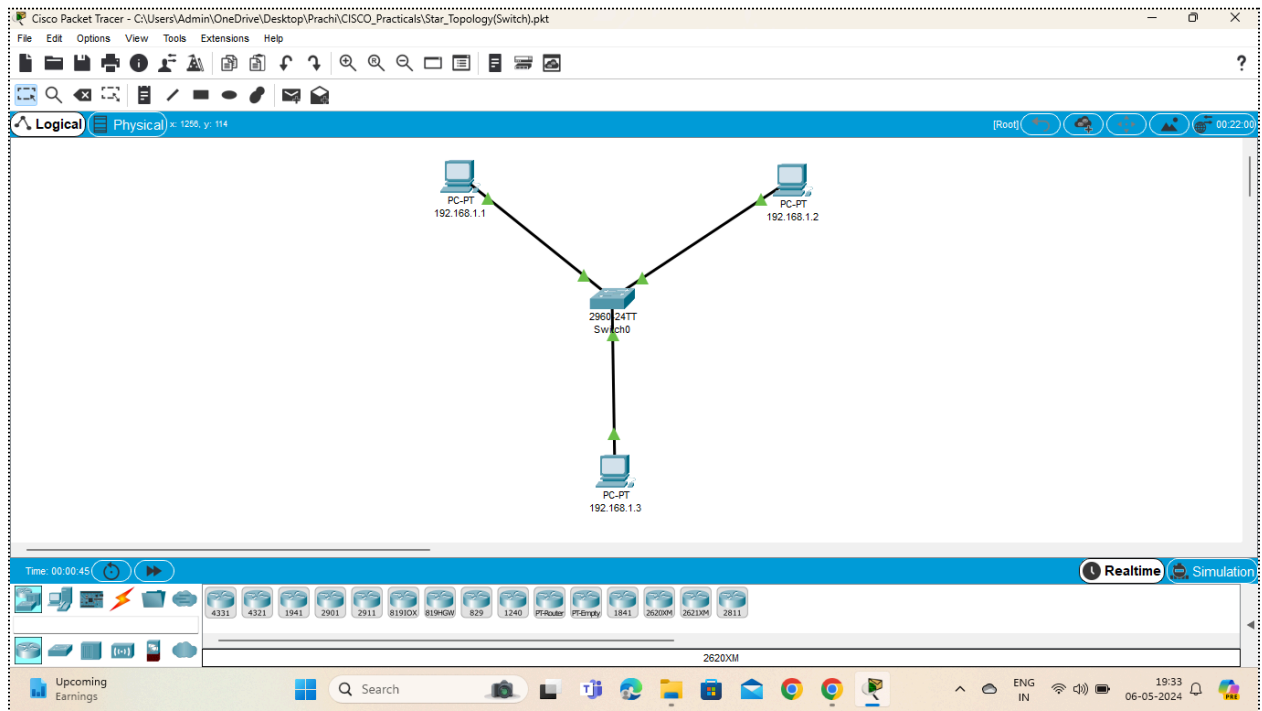 Cisco Packet Tracer - C:\Users\Admin\OneDrive\Desktop\Prachi\CISCO_Practicals\Star_Topology(Switch).pkt
File Edit Options View Tools Extensions Help
?
Logical Physical x: 1256, y: 114 [Root] 00:22:00
PC-PT
192.168.1.1
PC-PT
192.168.1.2
2960-24TT
Switch0
PC-PT
192.168.1.3
Time: 00:00:45 Realtime Simulation
4331 4321 1941 2901 2911 819IOX 819HGW 829 1240 PT-Router PT-Empty 1841 2620XM 2621XM 2811
2620XM
Upcoming
Earnings
Search
ENG
IN
19:33
06-05-2024
PRE